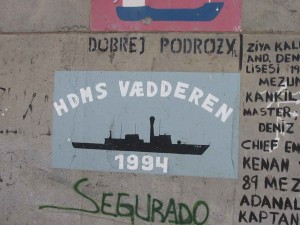 DOBREJ PODROZY
HDMS VÆDDEREN
1994
SEGURADO
ZIYA KAL
AND. DEN
LISESI 19
MEZUN
KANKIL
MASTER.
DENIZ
CHIEF EN
KENAN
89 MEZ
ADANAL
KAPTAN